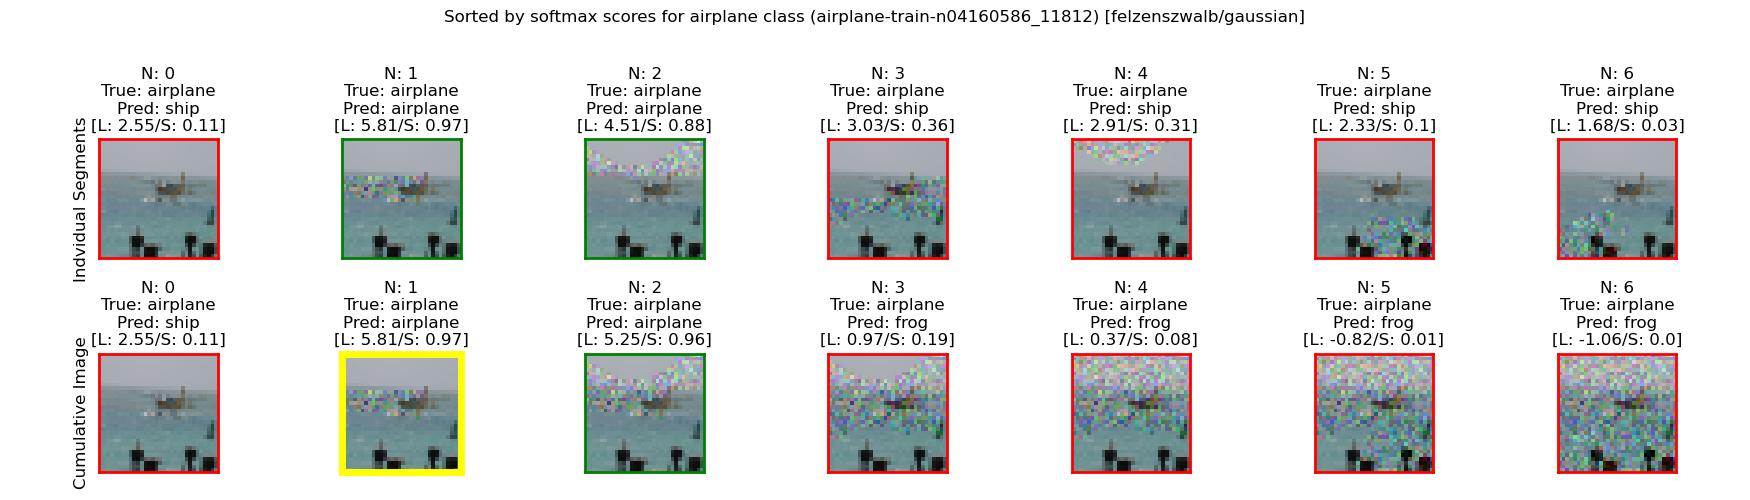 Sorted by softmax scores for airplane class (airplane-train-n04160586_11812) [felzenszwalb/gaussian]
Indvidual Segments
N: 0
True: airplane
Pred: ship
[L: 2.55/S: 0.11]
N: 1
True: airplane
Pred: airplane
[L: 5.81/S: 0.97]
N: 2
True: airplane
Pred: airplane
[L: 4.51/S: 0.88]
N: 3
True: airplane
Pred: ship
[L: 3.03/S: 0.36]
N: 4
True: airplane
Pred: ship
[L: 2.91/S: 0.31]
N: 5
True: airplane
Pred: ship
[L: 2.33/S: 0.1]
N: 6
True: airplane
Pred: ship
[L: 1.68/S: 0.03]
Cumulative Image
N: 0
True: airplane
Pred: ship
[L: 2.55/S: 0.11]
N: 1
True: airplane
Pred: airplane
[L: 5.81/S: 0.97]
N: 2
True: airplane
Pred: airplane
[L: 5.25/S: 0.96]
N: 3
True: airplane
Pred: frog
[L: 0.97/S: 0.19]
N: 4
True: airplane
Pred: frog
[L: 0.37/S: 0.08]
N: 5
True: airplane
Pred: frog
[L: -0.82/S: 0.01]
N: 6
True: airplane
Pred: frog
[L: -1.06/S: 0.0]